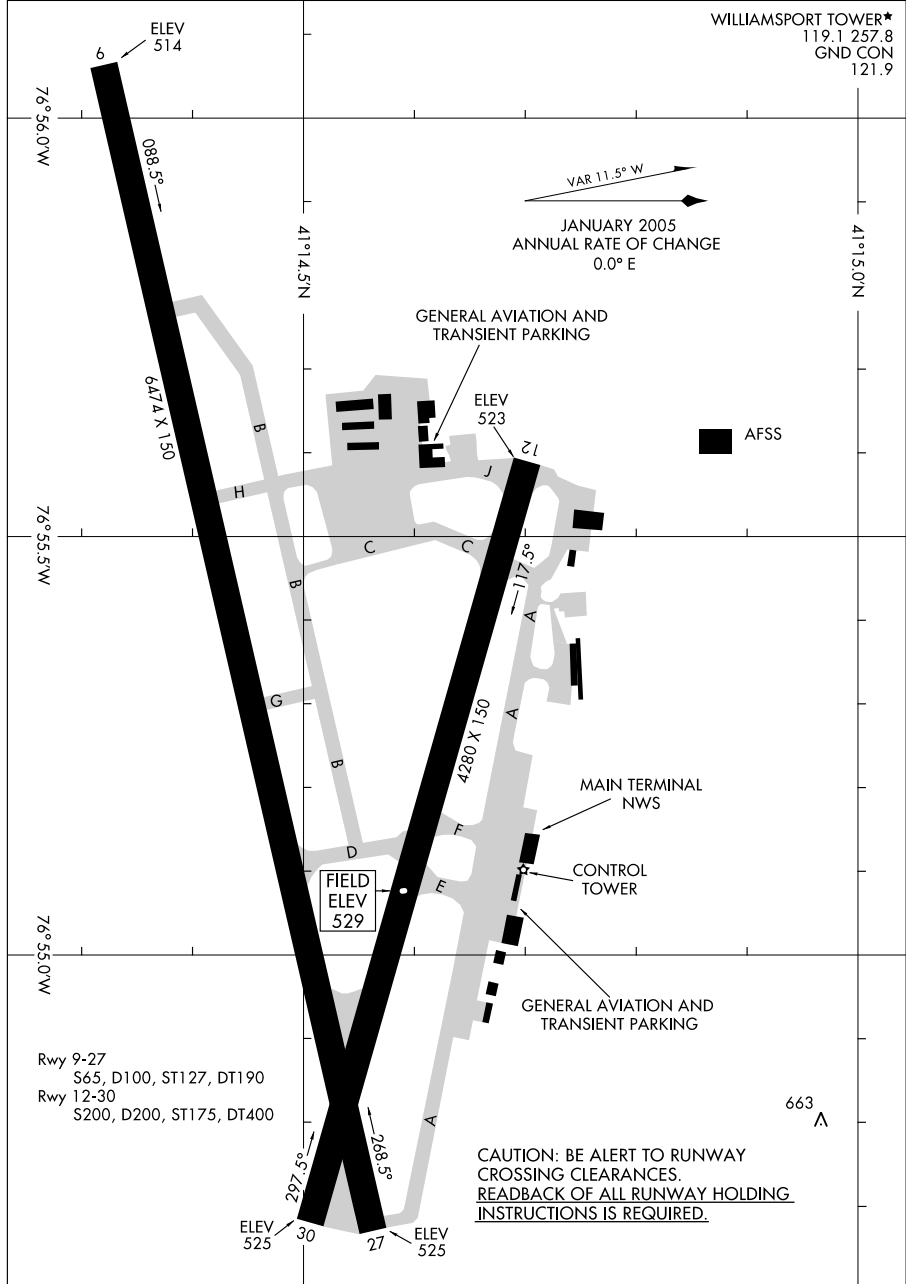 WILLIAMSPORT TOWER★
119.1 257.8
GND CON
121.9
ELEV
514
9
76°56.0'W
088.5°
VAR 11.5° W
JANUARY 2005
ANNUAL RATE OF CHANGE
0.0° E
41°14.5'N
41°15.0'N
GENERAL AVIATION AND
TRANSIENT PARKING
6474 X 150
ELEV
523
12
AFSS
B
J
H
76°55.5'W
C
C
117.5°
B
A
G
A
4280 X 150
B
MAIN TERMINAL
NWS
F
D
CONTROL
TOWER
E
FIELD
ELEV
529
76°55.0'W
GENERAL AVIATION AND
TRANSIENT PARKING
Rwy 9-27
S65, D100, ST127, DT190
Rwy 12-30
S200, D200, ST175, DT400
663
A
297.5°
268.5°
CAUTION: BE ALERT TO RUNWAY
CROSSING CLEARANCES.
READBACK OF ALL RUNWAY HOLDING
INSTRUCTIONS IS REQUIRED.
ELEV
525
30
27
ELEV
525